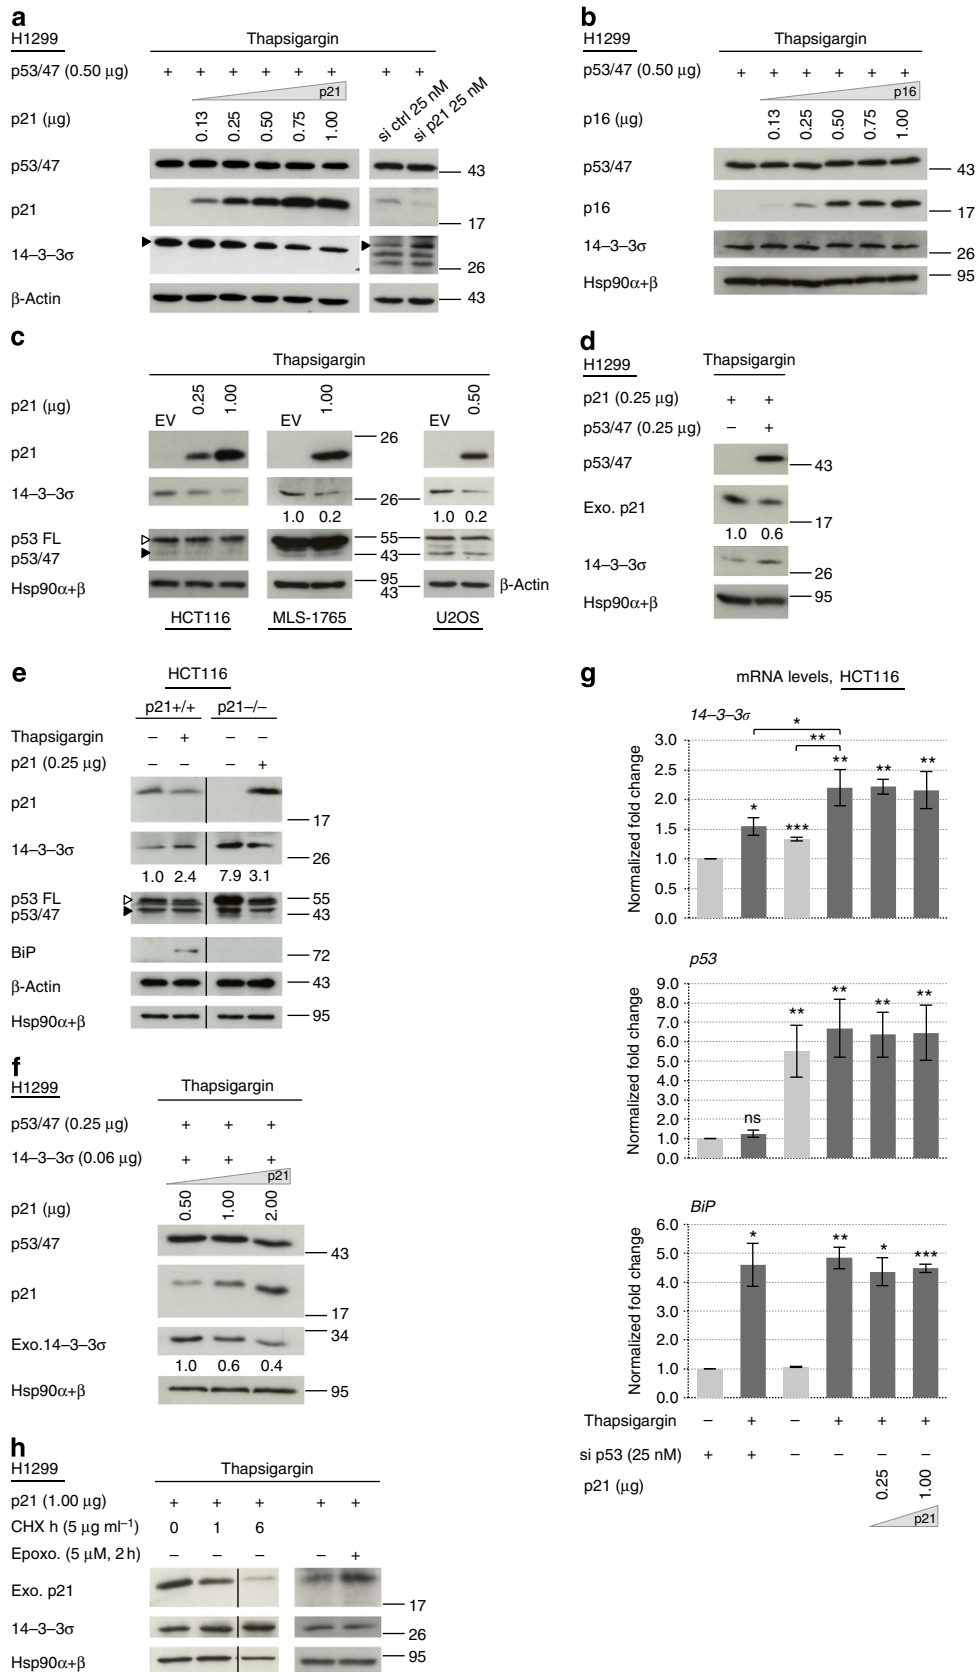 a
H1299
Thapsigargin
p53/47 (0.50 μg) + + + + + + + +
p21
p21 (μg) 0.13 0.25 0.50 0.75 1.00 si ctrl 25 nM si p21 25 nM
p53/47 43
p21 17
14–3–3σ 26
β-Actin 43
b
H1299
Thapsigargin
p53/47 (0.50 μg) + + + + + +
p16
p16 (μg) 0.13 0.25 0.50 0.75 1.00
p53/47 43
p16 17
14–3–3σ 26
Hsp90α+β 95
c
Thapsigargin
p21 (μg) EV 0.25 1.00 EV 1.00 EV 0.50
p21 26
14–3–3σ 26
1.0 0.2 1.0 0.2
p53 FL 55
p53/47 43
Hsp90α+β 95 43 β-Actin
HCT116 MLS-1765 U2OS
d
H1299
Thapsigargin
p21 (0.25 μg) + +
p53/47 (0.25 μg) – +
p53/47 43
Exo. p21 17
1.0 0.6
14–3–3σ 26
Hsp90α+β 95
e
HCT116
p21+/+ p21–/–
Thapsigargin – + – –
p21 (0.25 μg) – – – +
p21 17
14–3–3σ 26
1.0 2.4 7.9 3.1
p53 FL 55
p53/47 43
BiP 72
β-Actin 43
Hsp90α+β 95
f
H1299
Thapsigargin
p53/47 (0.25 μg) + + +
14–3–3σ (0.06 μg) + + +
p21
p21 (μg) 0.50 1.00 2.00
p53/47 43
p21 17
Exo.14–3–3σ 34
1.0 0.6 0.4
Hsp90α+β 95
g
mRNA levels, HCT116
14–3–3σ
Normalized fold change
3.0
2.5
2.0
1.5
1.0
0.5
0.0
* **
* *** ** ** **
p53
Normalized fold change
9.0
8.0
7.0
6.0
5.0
4.0
3.0
2.0
1.0
0.0
ns ** ** ** **
BiP
Normalized fold change
6.0
5.0
4.0
3.0
2.0
1.0
0.0
* ** * ***
Thapsigargin – + – + + +
si p53 (25 nM) + + – – – –
p21 (μg) 0.25 1.00
p21
h
H1299
Thapsigargin
p21 (1.00 μg) + + + + +
CHX h (5 μg ml⁻¹) 0 1 6
Epoxo. (5 μM, 2 h) – – – – +
Exo. p21 17
14–3–3σ 26
Hsp90α+β 95